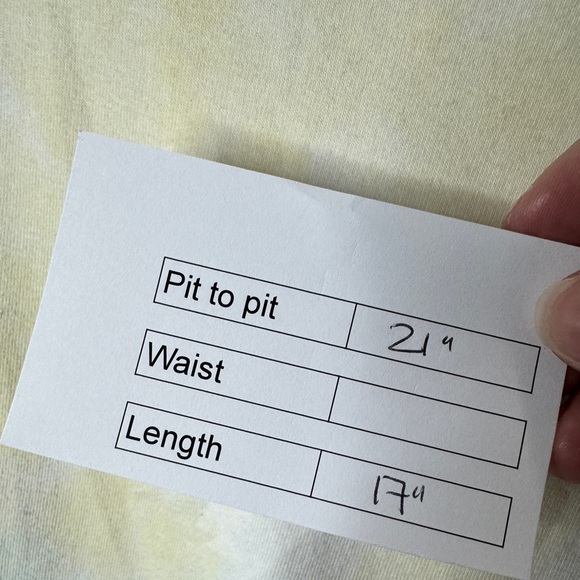 Pit to pit 21"
Waist
Length 17"